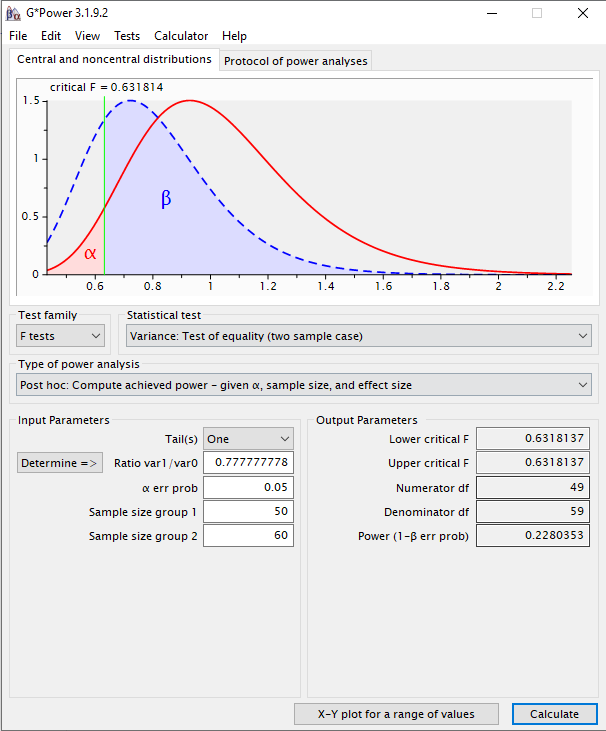 G*Power 3.1.9.2
File Edit View Tests Calculator Help
Central and noncentral distributions Protocol of power analyses
critical F = 0.631814
1.5
1
0.5
0
β
α
0.6 0.8 1 1.2 1.4 1.6 1.8 2 2.2
Test family Statistical test
F tests Variance: Test of equality (two sample case)
Type of power analysis
Post hoc: Compute achieved power - given α, sample size, and effect size
Input Parameters
Tail(s) One
Determine => Ratio var1/var0 0.777777778
α err prob 0.05
Sample size group 1 50
Sample size group 2 60
Output Parameters
Lower critical F 0.6318137
Upper critical F 0.6318137
Numerator df 49
Denominator df 59
Power (1-β err prob) 0.2280353
X-Y plot for a range of values Calculate